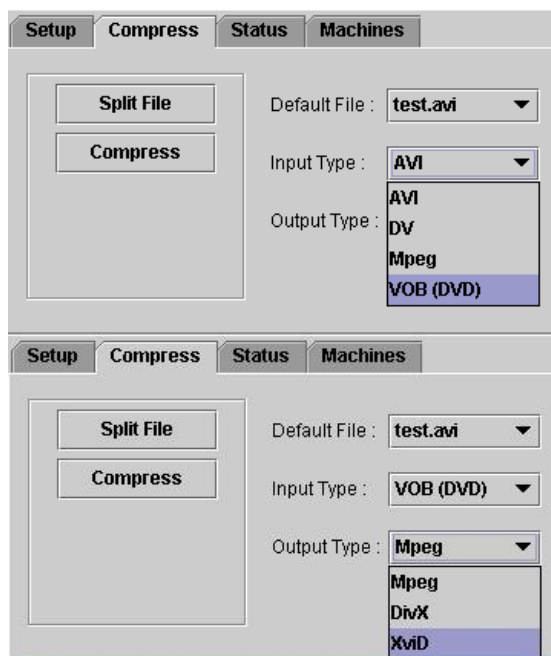 Setup Compress Status Machines
Split File Default File : test.avi
Compress Input Type : AVI
AVI
Output Type : DV
Mpeg
VOB (DVD)
Setup Compress Status Machines
Split File Default File : test.avi
Compress Input Type : VOB (DVD)
Output Type : Mpeg
Mpeg
DivX
XviD